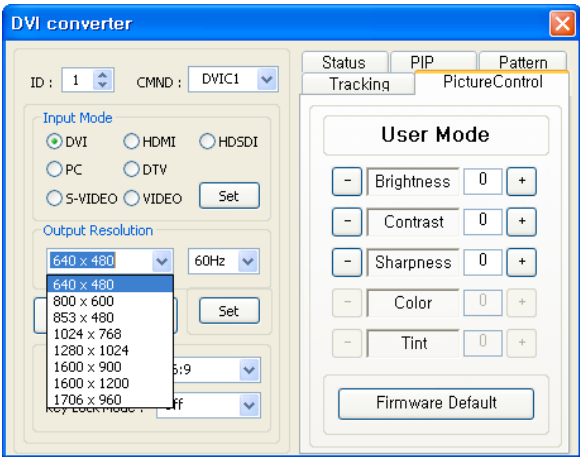 DVI converter
ID : 1 CMND : DVIC1
Input Mode
DVI HDMI HDSDI
PC DTV
S-VIDEO VIDEO Set
Output Resolution
640 x 480 60Hz
640 x 480
800 x 600
853 x 480
1024 x 768
1280 x 1024
1600 x 900
1600 x 1200
1706 x 960
Set
:9
Key Lock Mode :
Status PIP Pattern
Tracking PictureControl
User Mode
- Brightness 0 +
- Contrast 0 +
- Sharpness 0 +
- Color 0 +
- Tint 0 +
Firmware Default